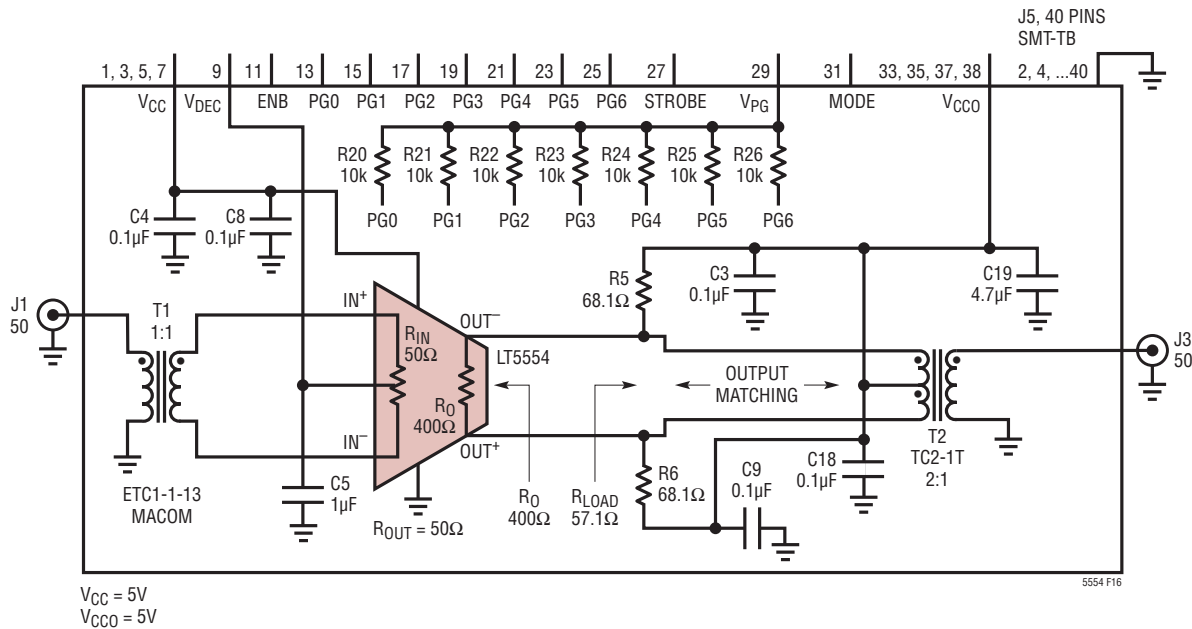 J5, 40 PINS
SMT-TB
1, 3, 5, 7 9 11 13 15 17 19 21 23 25 27 29 31 33, 35, 37, 38 2, 4, ...40
VCC VDEC ENB PG0 PG1 PG2 PG3 PG4 PG5 PG6 STROBE VPG MODE VCCO
R20 10k
R21 10k
R22 10k
R23 10k
R24 10k
R25 10k
R26 10k
PG0 PG1 PG2 PG3 PG4 PG5 PG6
C4 0.1µF
C8 0.1µF
R5 68.1Ω
C3 0.1µF
C19 4.7µF
J1 50
T1 1:1
IN+
RIN 50Ω
OUT−
LT5554
RO 400Ω
OUTPUT MATCHING
J3 50
IN−
OUT+
ETC1-1-13 MACOM
C5 1µF
ROUT = 50Ω
RO 400Ω
RLOAD 57.1Ω
R6 68.1Ω
C9 0.1µF
C18 0.1µF
T2 TC2-1T 2:1
5554 F16
VCC = 5V
VCCO = 5V